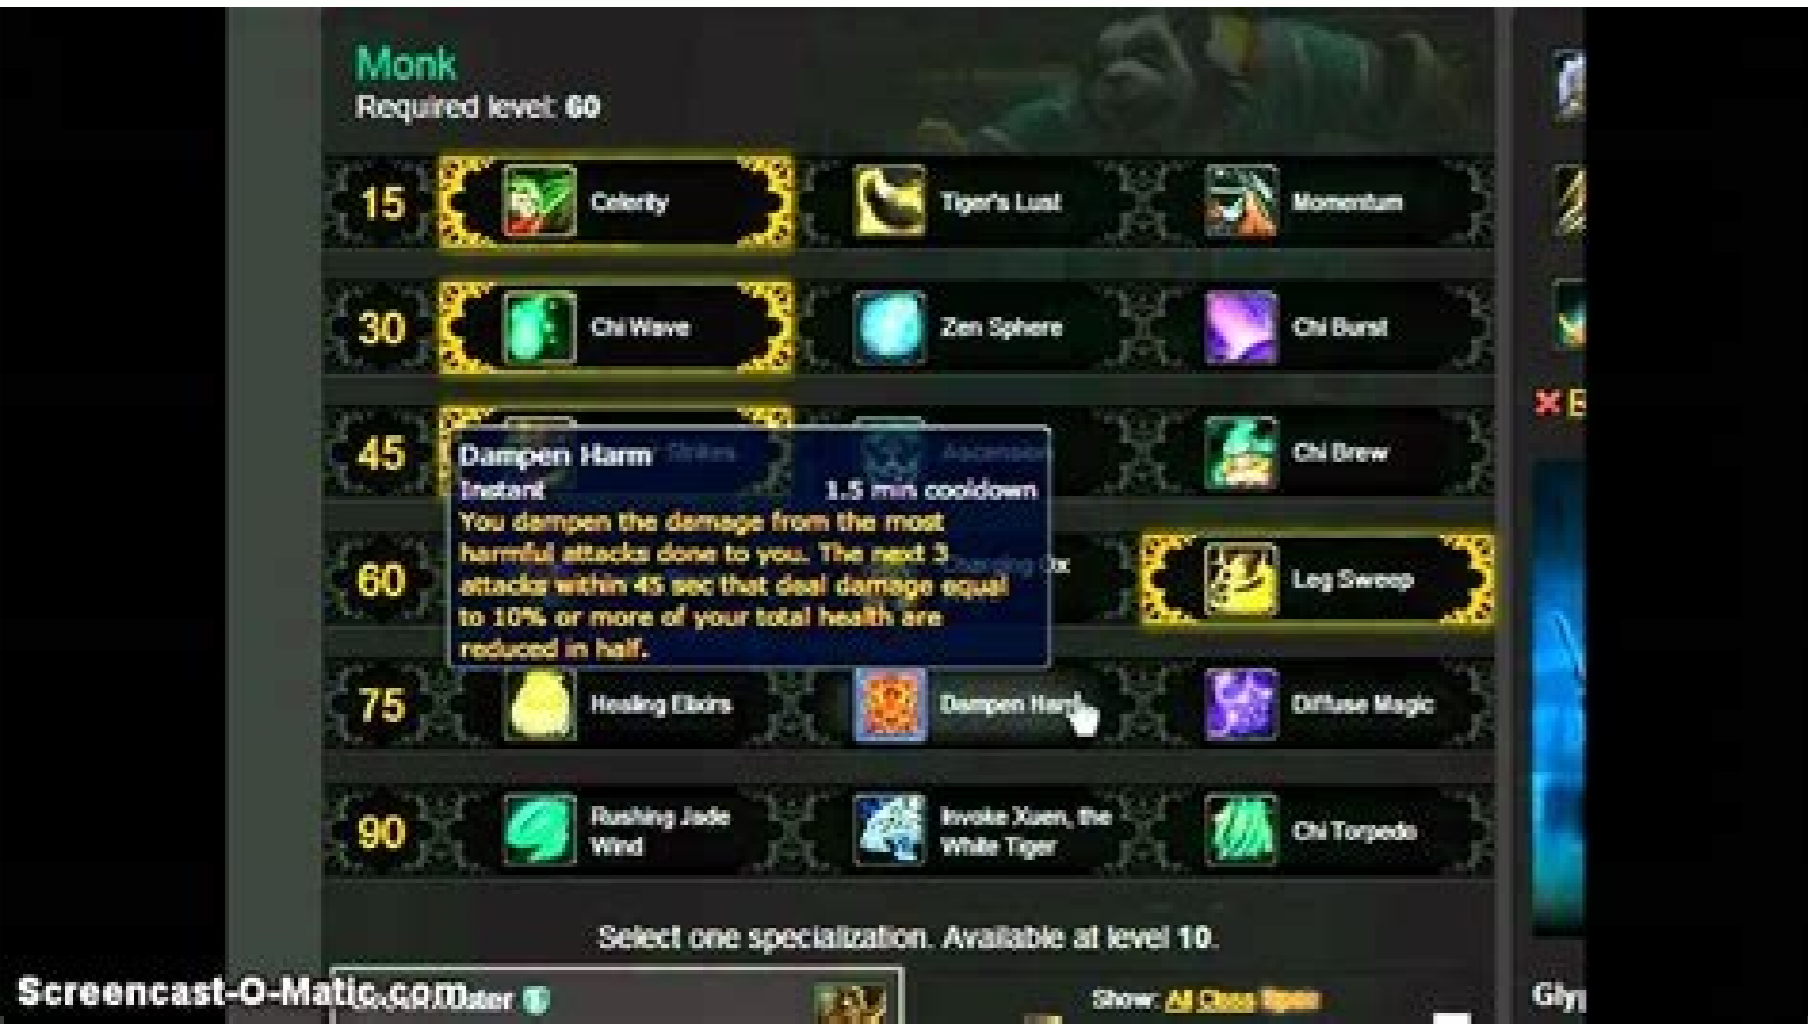 Monk
Required level: 60
15 Celerity Tiger's Lust Momentum
30 Chi Wave Zen Sphere Chi Burst
45 Strikes Ascension Chi Brew
Dampen Harm
Instant 1.5 min cooldown
You dampen the damage from the most
harmful attacks done to you. The next 3
attacks within 45 sec that deal damage equal
to 10% or more of your total health are
reduced in half.
60 Charging Ox Leg Sweep
75 Healing Elixirs Dampen Harm Diffuse Magic
90 Rushing Jade Wind Invoke Xuen, the White Tiger Chi Torpedo
Select one specialization. Available at level 10.
Screencast-O-Matic.com
Show: All Class Spec